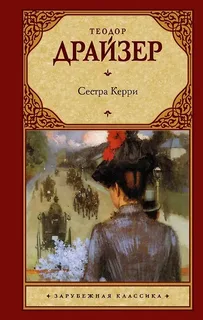 ТЕОДОР
ДРАЙЗЕР
Сестра Керри
ЗАРУБЕЖНАЯ КЛАССИКА